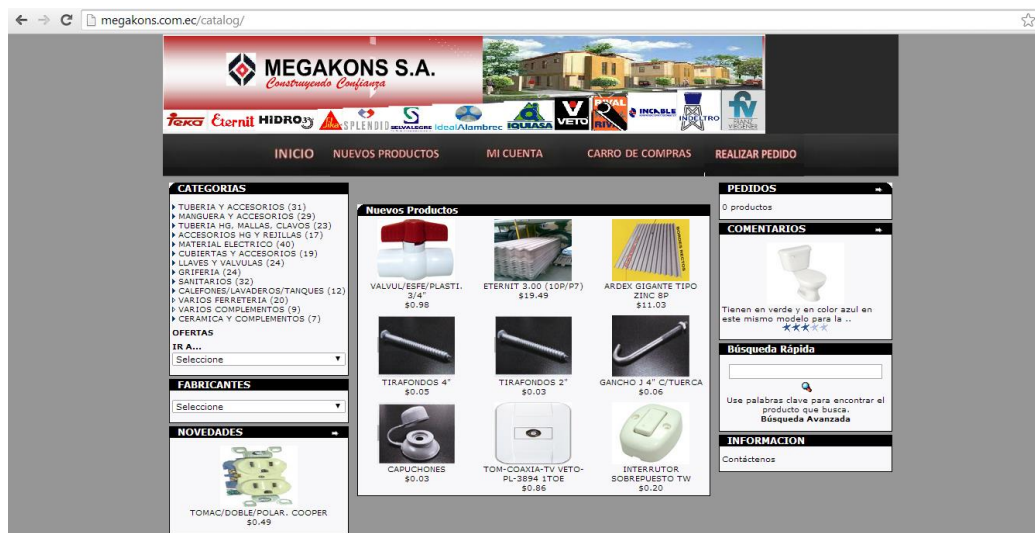 megakons.com.ec/catalog/
MEGAKONS S.A.
Construyendo Confianza
Teka Eternit HIDRO3 Sika SPLENDID SELVALEGRE IdealAlambrec IQUIASA VETO RIVAL INCABLE INDELTRO fv
FRANZ VIEGENER
INICIO NUEVOS PRODUCTOS MI CUENTA CARRO DE COMPRAS REALIZAR PEDIDO
CATEGORIAS
TUBERIA Y ACCESORIOS (31)
MANGUERA Y ACCESORIOS (29)
TUBERIA HG, MALLAS, CLAVOS (23)
ACCESORIOS HG Y REJILLAS (17)
MATERIAL ELECTRICO (40)
CUBIERTAS Y ACCESORIOS (19)
LLAVES Y VALVULAS (24)
GRIFERIA (24)
SANITARIOS (32)
CALEFONES/LAVADEROS/TANQUES (12)
VARIOS FERRETERIA (20)
VARIOS COMPLEMENTOS (9)
CERAMICA Y COMPLEMENTOS (7)
OFERTAS
IR A...
Seleccione
FABRICANTES
Seleccione
NOVEDADES
TOMAC/DOBLE/POLAR. COOPER
$0.49
Nuevos Productos
VALVUL/ESFE/PLASTI.
3/4"
$0.98
ETERNIT 3.00 (10P/P7)
$19.49
BORDES RECTOS
ARDEX GIGANTE TIPO
ZINC 8P
$11.03
TIRAFONDOS 4"
$0.05
TIRAFONDOS 2"
$0.03
GANCHO J 4" C/TUERCA
$0.06
CAPUCHONES
$0.03
TOM-COAXIA-TV VETO-
PL-3894 1TOE
$0.86
INTERRUTOR
SOBREPUESTO TW
$0.20
PEDIDOS
0 productos
COMENTARIOS
Tienen en verde y en color azul en
este mismo modelo para la ..
Búsqueda Rápida
Use palabras clave para encontrar el
producto que busca.
Búsqueda Avanzada
INFORMACION
Contáctenos